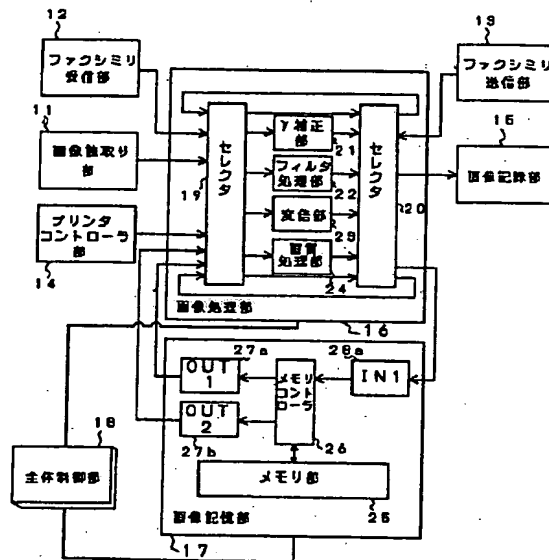 12
ファクシミリ
受信部
13
ファクシミリ
送信部
11
画像読取り
部
15
画像記録部
プリンタ
コントローラ
部
14
セレクタ
19
γ補正
部
21
フィルタ
処理部
22
変倍部
23
画質
処理部
24
セレクタ
20
画像処理部
16
27a
OUT
1
OUT
2
27b
メモリ
コント
ローラ
26
28a
IN1
メモリ部
25
画像記憶部
17
18
全体制御部